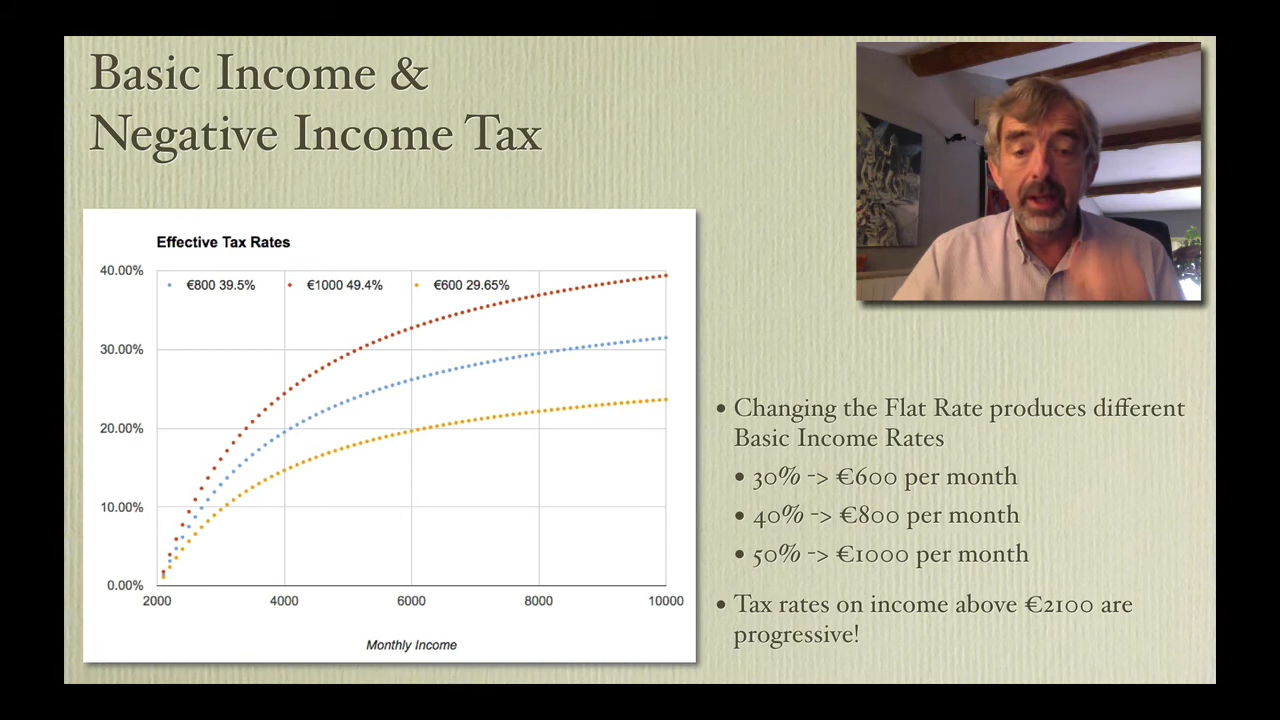 Basic Income &
Negative Income Tax
Effective Tax Rates
40.00%
€800 39.5%
€1000 49.4%
€600 29.65%
30.00%
20.00%
10.00%
0.00%
2000
4000
6000
8000
10000
Monthly Income
• Changing the Flat Rate produces different
Basic Income Rates
• 30% -> €600 per month
• 40% -> €800 per month
• 50% -> €1000 per month
• Tax rates on income above €2100 are
progressive!